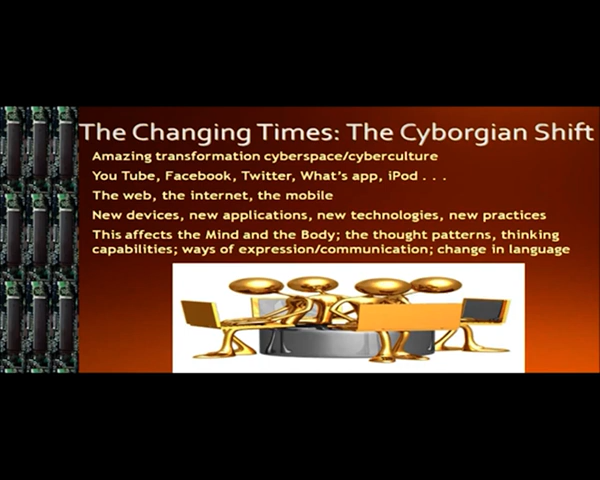 The Changing Times: The Cyborgian Shift
Amazing transformation cyberspace/cyberculture
You Tube, Facebook, Twitter, What's app, iPod . . .
The web, the internet, the mobile
New devices, new applications, new technologies, new practices
This affects the Mind and the Body; the thought patterns, thinking
capabilities; ways of expression/communication; change in language